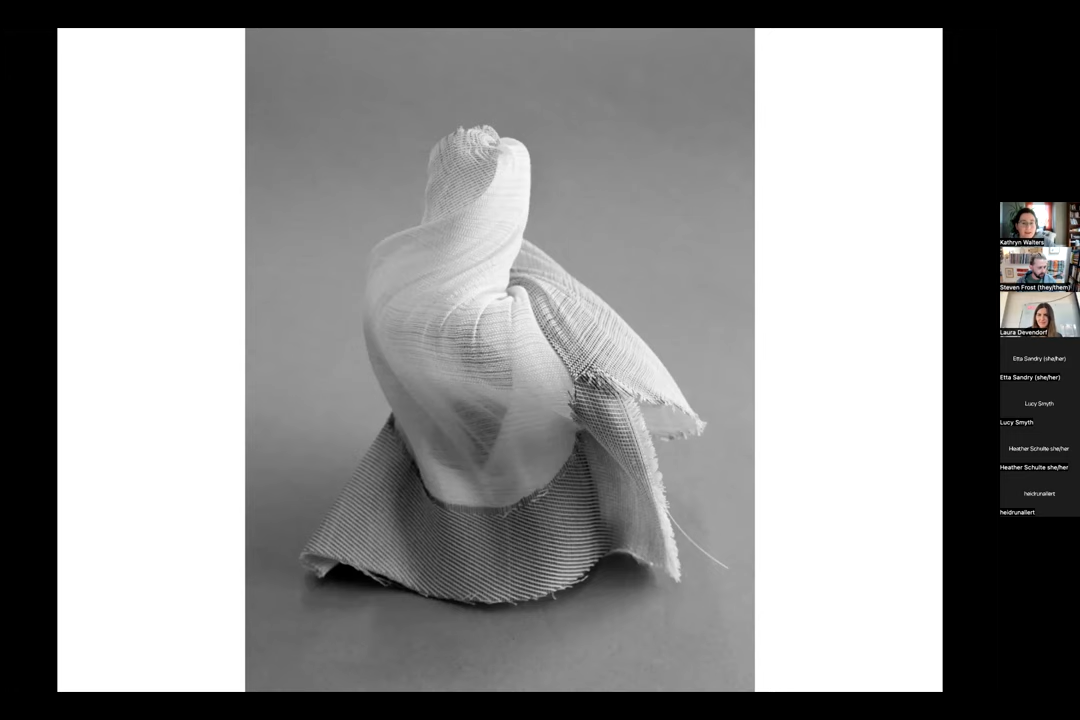 Kathryn Walters
Steven Frost (they/them)
Laura Devendorf
Etta Sandry (she/her)
Etta Sandry (she/her)
Lucy Smyth
Lucy Smyth
Heather Schulte she/her
Heather Schulte she/her
heidrunallert
heidrunallert